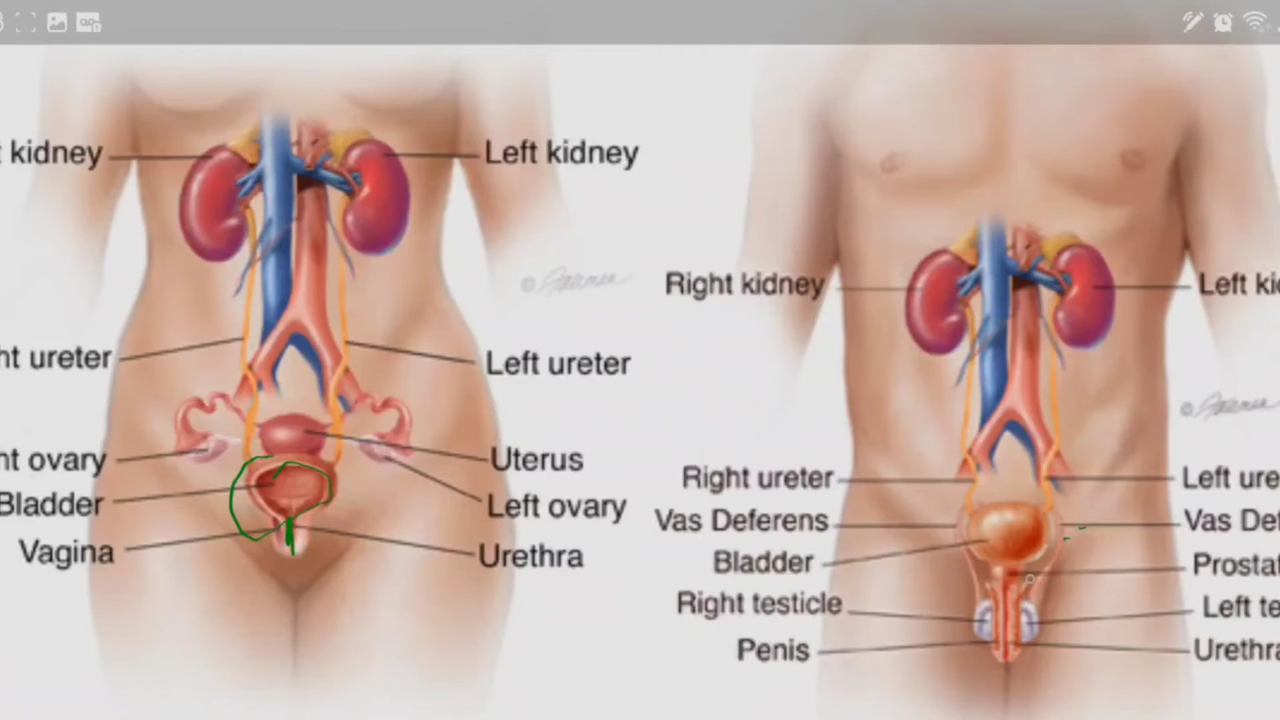 t kidney
Left kidney
ht ureter
Left ureter
ht ovary
Uterus
Bladder
Left ovary
Vagina
Urethra
Right kidney
Left ki
Right ureter
Left ure
Vas Deferens
Vas Def
Bladder
Prostat
Right testicle
Left te
Penis
Urethra